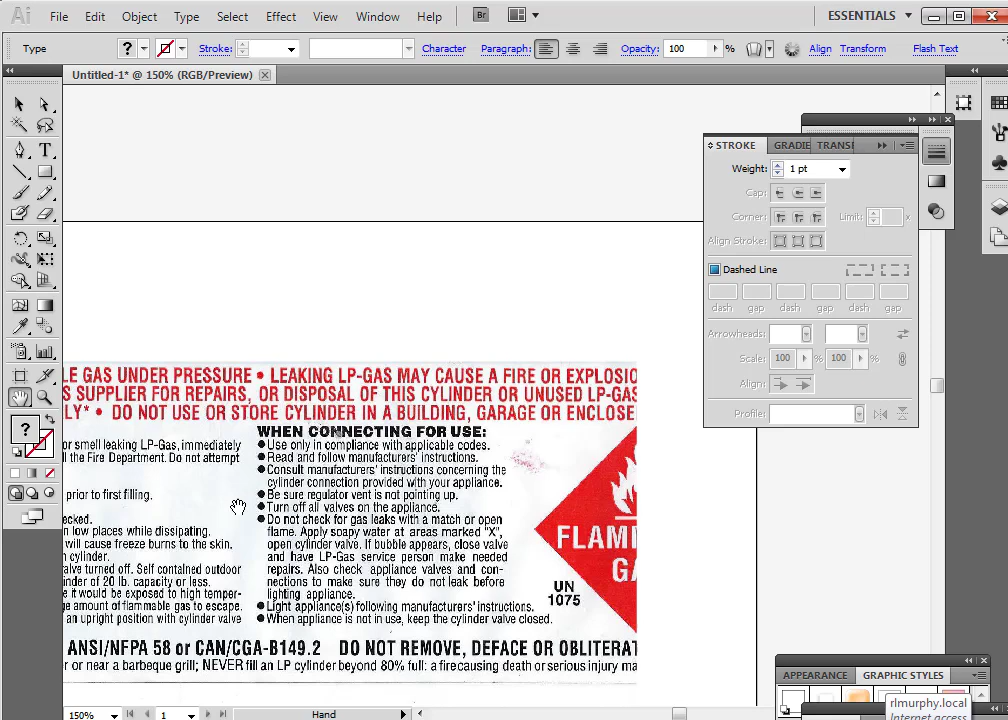 Ai File Edit Object Type Select Effect View Window Help Br ESSENTIALS
Type ? Stroke: Character Paragraph: Opacity: 100 % Align Transform Flash Text
Untitled-1* @ 150% (RGB/Preview)
STROKE GRADIE TRANSI
Weight: 1 pt
Cap:
Corner: Limit: x
Align Stroke:
Dashed Line
dash gap dash gap dash gap
Arrowheads:
Scale: 100 % 100 %
Align:
Profile:
?
LE GAS UNDER PRESSURE • LEAKING LP-GAS MAY CAUSE A FIRE OR EXPLOSIO
S SUPPLIER FOR REPAIRS, OR DISPOSAL OF THIS CYLINDER OR UNUSED LP-GAS
LY* • DO NOT USE OR STORE CYLINDER IN A BUILDING, GARAGE OR ENCLOSE
or smell leaking LP-Gas, immediately
ll the Fire Department. Do not attempt
prior to first filling.
ecked.
n low places while dissipating.
will cause freeze burns to the skin.
n cylinder.
alve turned off. Self contained outdoor
inder of 20 lb. capacity or less.
e it would be exposed to high temper-
ge amount of flammable gas to escape.
an upright position with cylinder valve
WHEN CONNECTING FOR USE:
● Use only in compliance with applicable codes.
● Read and follow manufacturers' instructions.
● Consult manufacturers' instructions concerning the
cylinder connection provided with your appliance.
● Be sure regulator vent is not pointing up.
● Turn off all valves on the appliance.
● Do not check for gas leaks with a match or open
flame. Apply soapy water at areas marked "X",
open cylinder valve. If bubble appears, close valve
and have LP-Gas service person make needed
repairs. Also check appliance valves and con-
nections to make sure they do not leak before
lighting appliance.
● Light appliance(s) following manufacturers' instructions.
● When appliance is not in use, keep the cylinder valve closed.
FLAM
GA
UN
1075
ANSI/NFPA 58 or CAN/CGA-B149.2 DO NOT REMOVE, DEFACE OR OBLITERAT
r or near a barbeque grill; NEVER fill an LP cylinder beyond 80% full: a fire causing death or serious injury ma
APPEARANCE GRAPHIC STYLES
rlmurphy.local
Internet access
150% 1 Hand